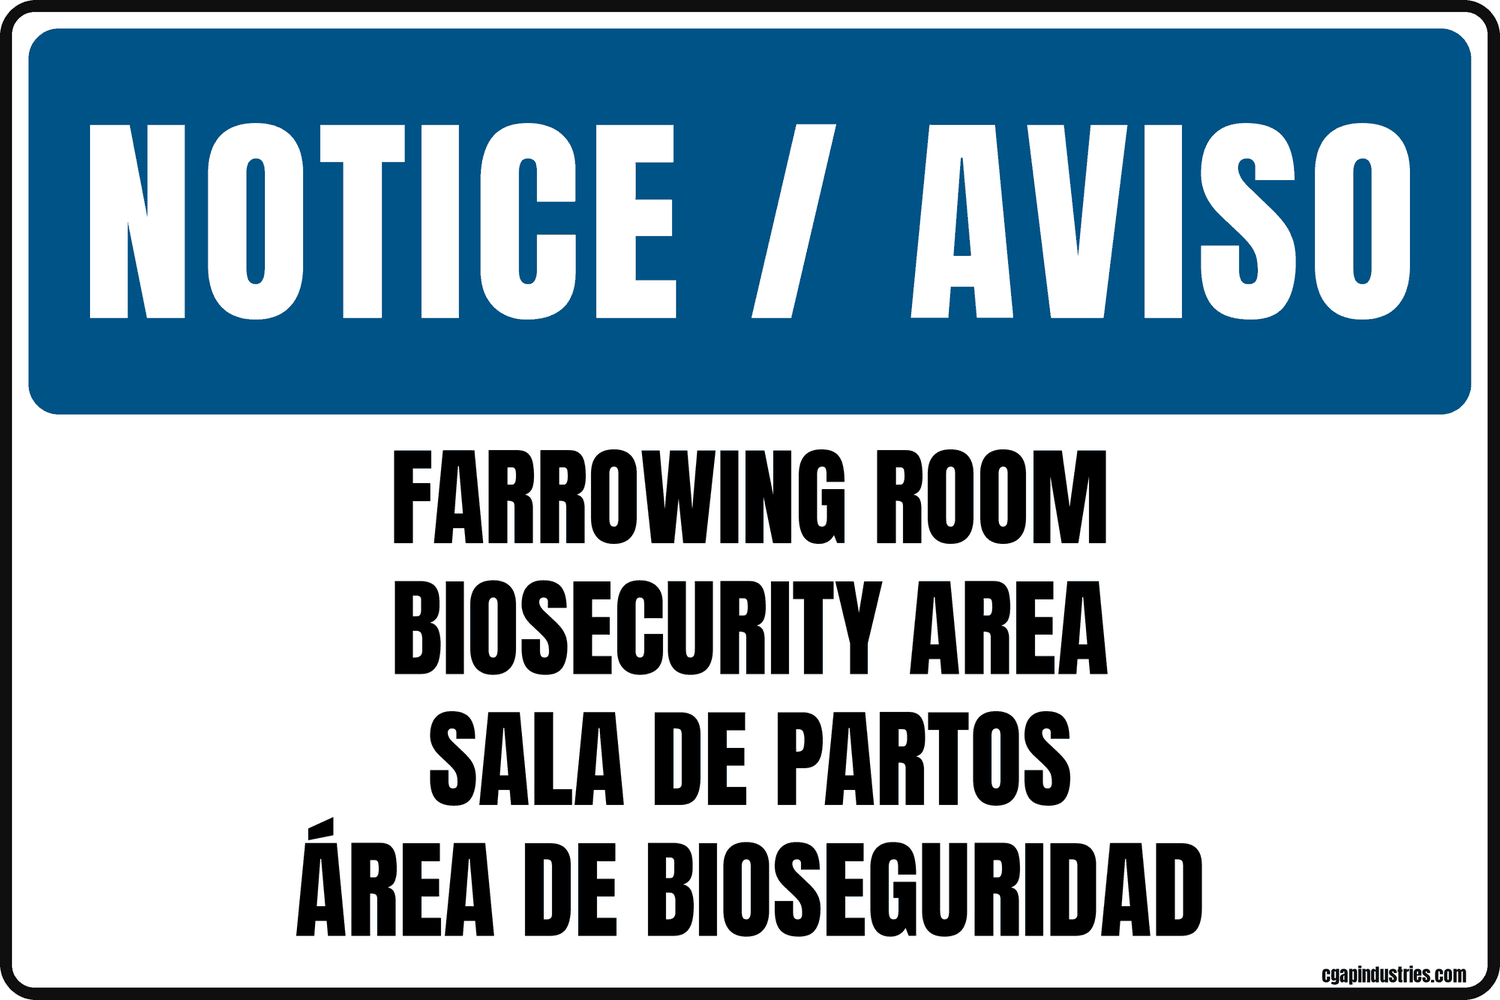 NOTICE / AVISO
FARROWING ROOM
BIOSECURITY AREA
SALA DE PARTOS
ÁREA DE BIOSEGURIDAD
cgapindustries.com